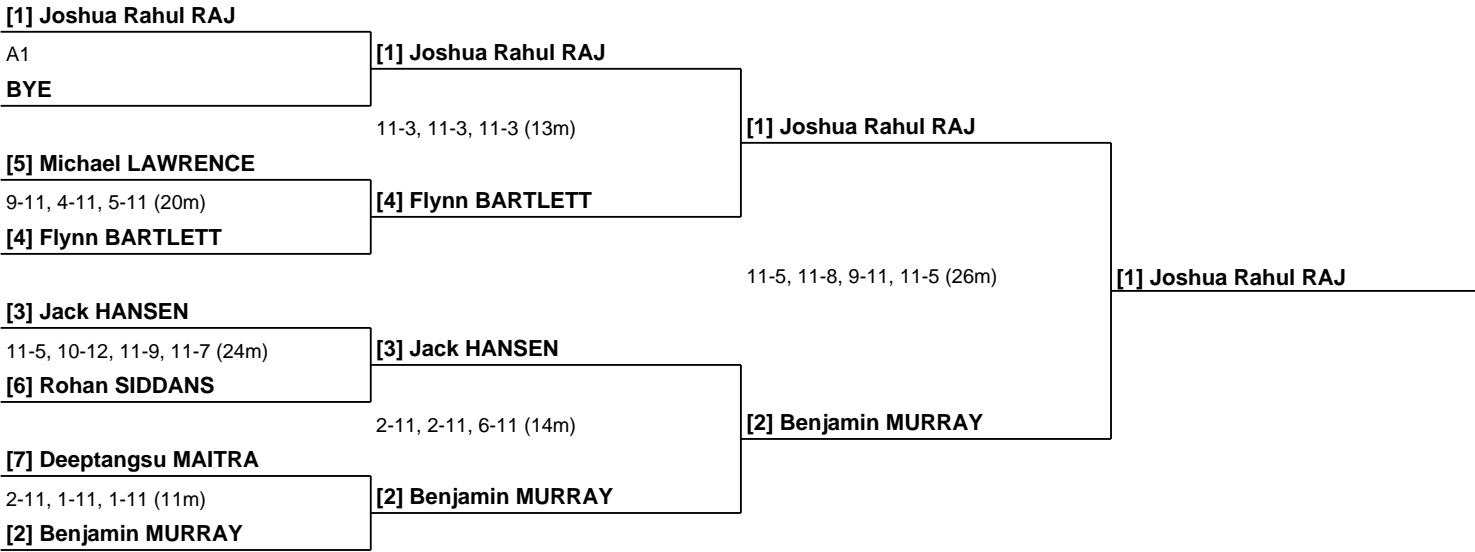 [1] Joshua Rahul RAJ
A1
BYE
[1] Joshua Rahul RAJ
11-3, 11-3, 11-3 (13m)
[1] Joshua Rahul RAJ
[5] Michael LAWRENCE
9-11, 4-11, 5-11 (20m)
[4] Flynn BARTLETT
[4] Flynn BARTLETT
11-5, 11-8, 9-11, 11-5 (26m)
[1] Joshua Rahul RAJ
[3] Jack HANSEN
11-5, 10-12, 11-9, 11-7 (24m)
[6] Rohan SIDDANS
[3] Jack HANSEN
2-11, 2-11, 6-11 (14m)
[2] Benjamin MURRAY
[7] Deeptangsu MAITRA
2-11, 1-11, 1-11 (11m)
[2] Benjamin MURRAY
[2] Benjamin MURRAY